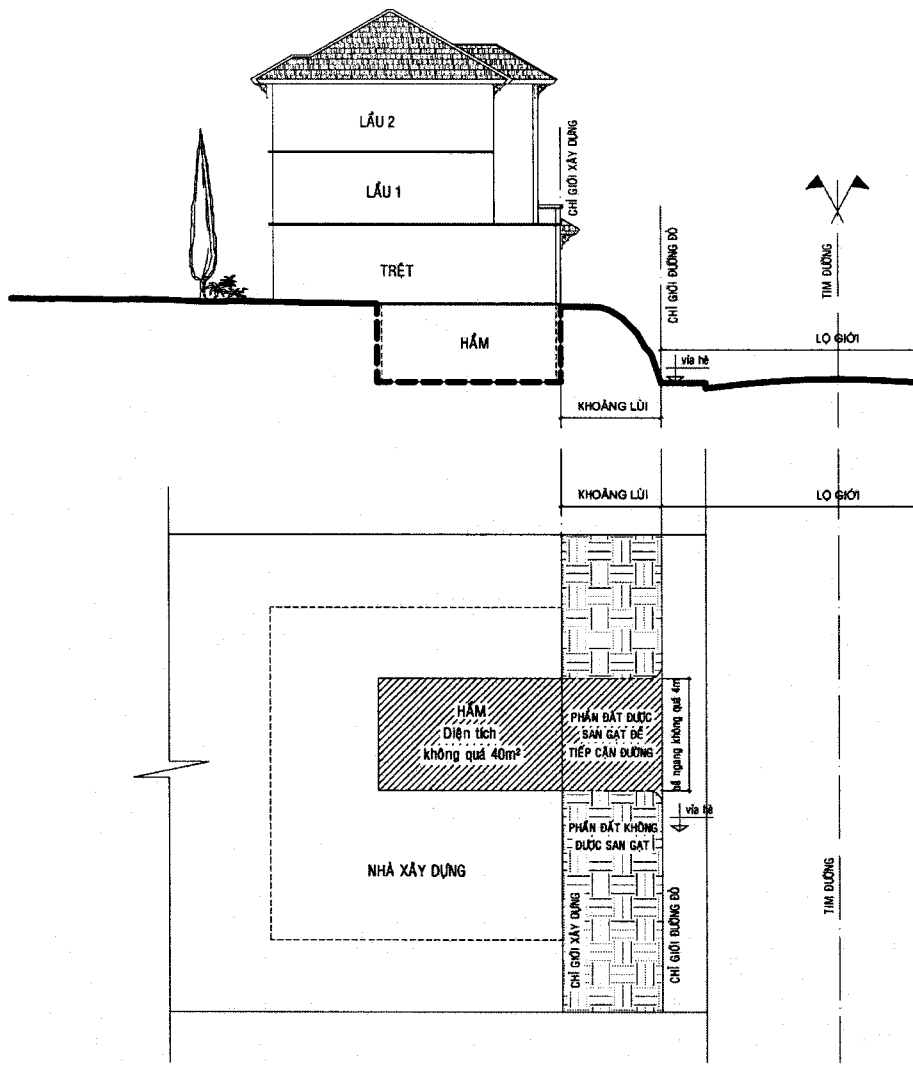 LẦU 2
LẦU 1
TRỆT
HẦM
CHỈ GIỚI XÂY DỰNG
CHỈ GIỚI ĐƯỜNG ĐỎ
TIM ĐƯỜNG
LỘ GIỚI
vỉa hè
KHOẢNG LÙI
KHOẢNG LÙI
LỘ GIỚI
HẦM
Diện tích
không quá 40m²
PHẦN ĐẤT ĐƯỢC
SAN GẠT ĐỂ
TIẾP CẬN ĐƯỜNG
bề ngang không quá 4m
vỉa hè
PHẦN ĐẤT KHÔNG
ĐƯỢC SAN GẠT
NHÀ XÂY DỰNG
CHỈ GIỚI XÂY DỰNG
CHỈ GIỚI ĐƯỜNG ĐỎ
TIM ĐƯỜNG